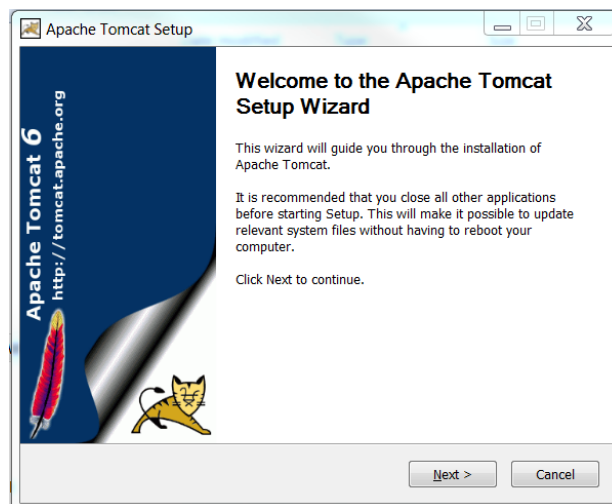 Apache Tomcat Setup
Apache Tomcat 6
http://tomcat.apache.org
Welcome to the Apache Tomcat
Setup Wizard
This wizard will guide you through the installation of
Apache Tomcat.
It is recommended that you close all other applications
before starting Setup. This will make it possible to update
relevant system files without having to reboot your
computer.
Click Next to continue.
Next >
Cancel